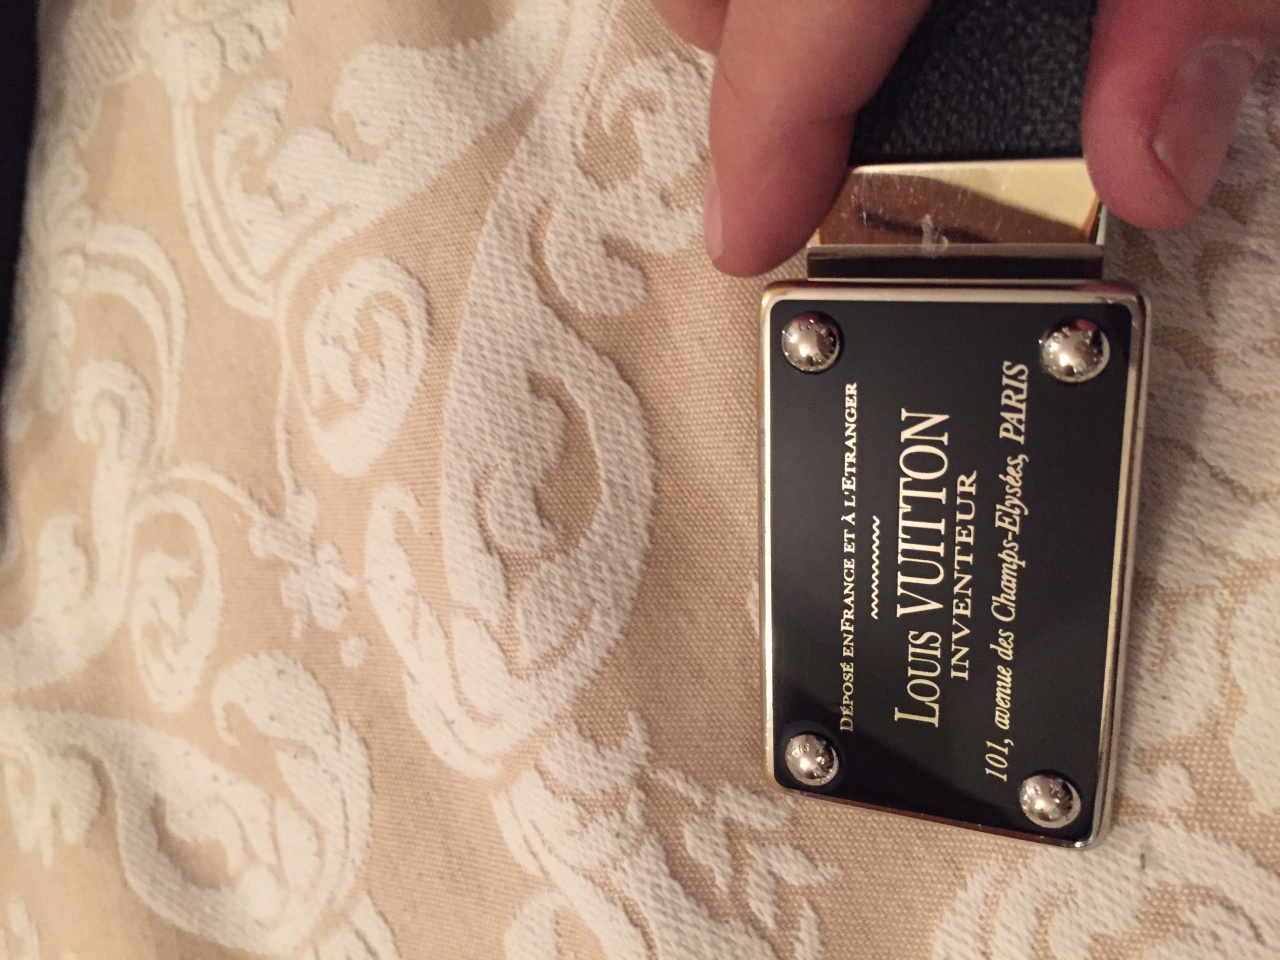 DÉPOSÉ EN FRANCE ET À L'ETRANGER
LOUIS VUITTON
INVENTEUR
101, avenue des Champs-Elysées, PARIS